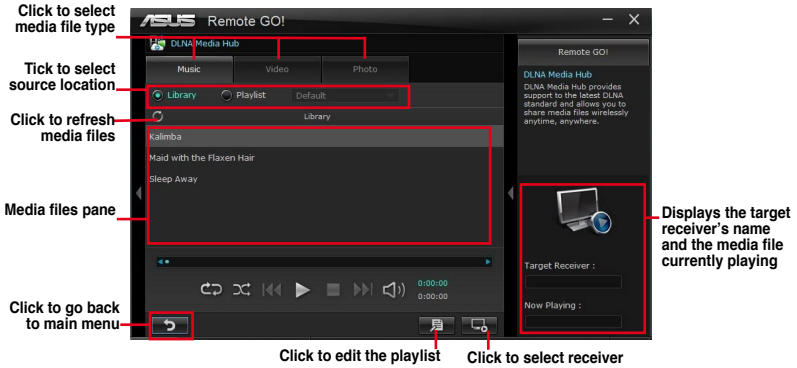 Click to select
media file type
Tick to select
source location
Click to refresh
media files
Media files pane
Click to go back
to main menu
ASUS Remote GO!
DLNA Media Hub
Music Video Photo
Library Playlist Default
Library
Kalimba
Maid with the Flaxen Hair
Sleep Away
0:00:00
0:00:00
Remote GO!
DLNA Media Hub
DLNA Media Hub provides
support to the latest DLNA
standard and allows you to
share media files wirelessly
anytime, anywhere.
Target Receiver :
Now Playing :
Displays the target
receiver's name
and the media file
currently playing
Click to edit the playlist
Click to select receiver